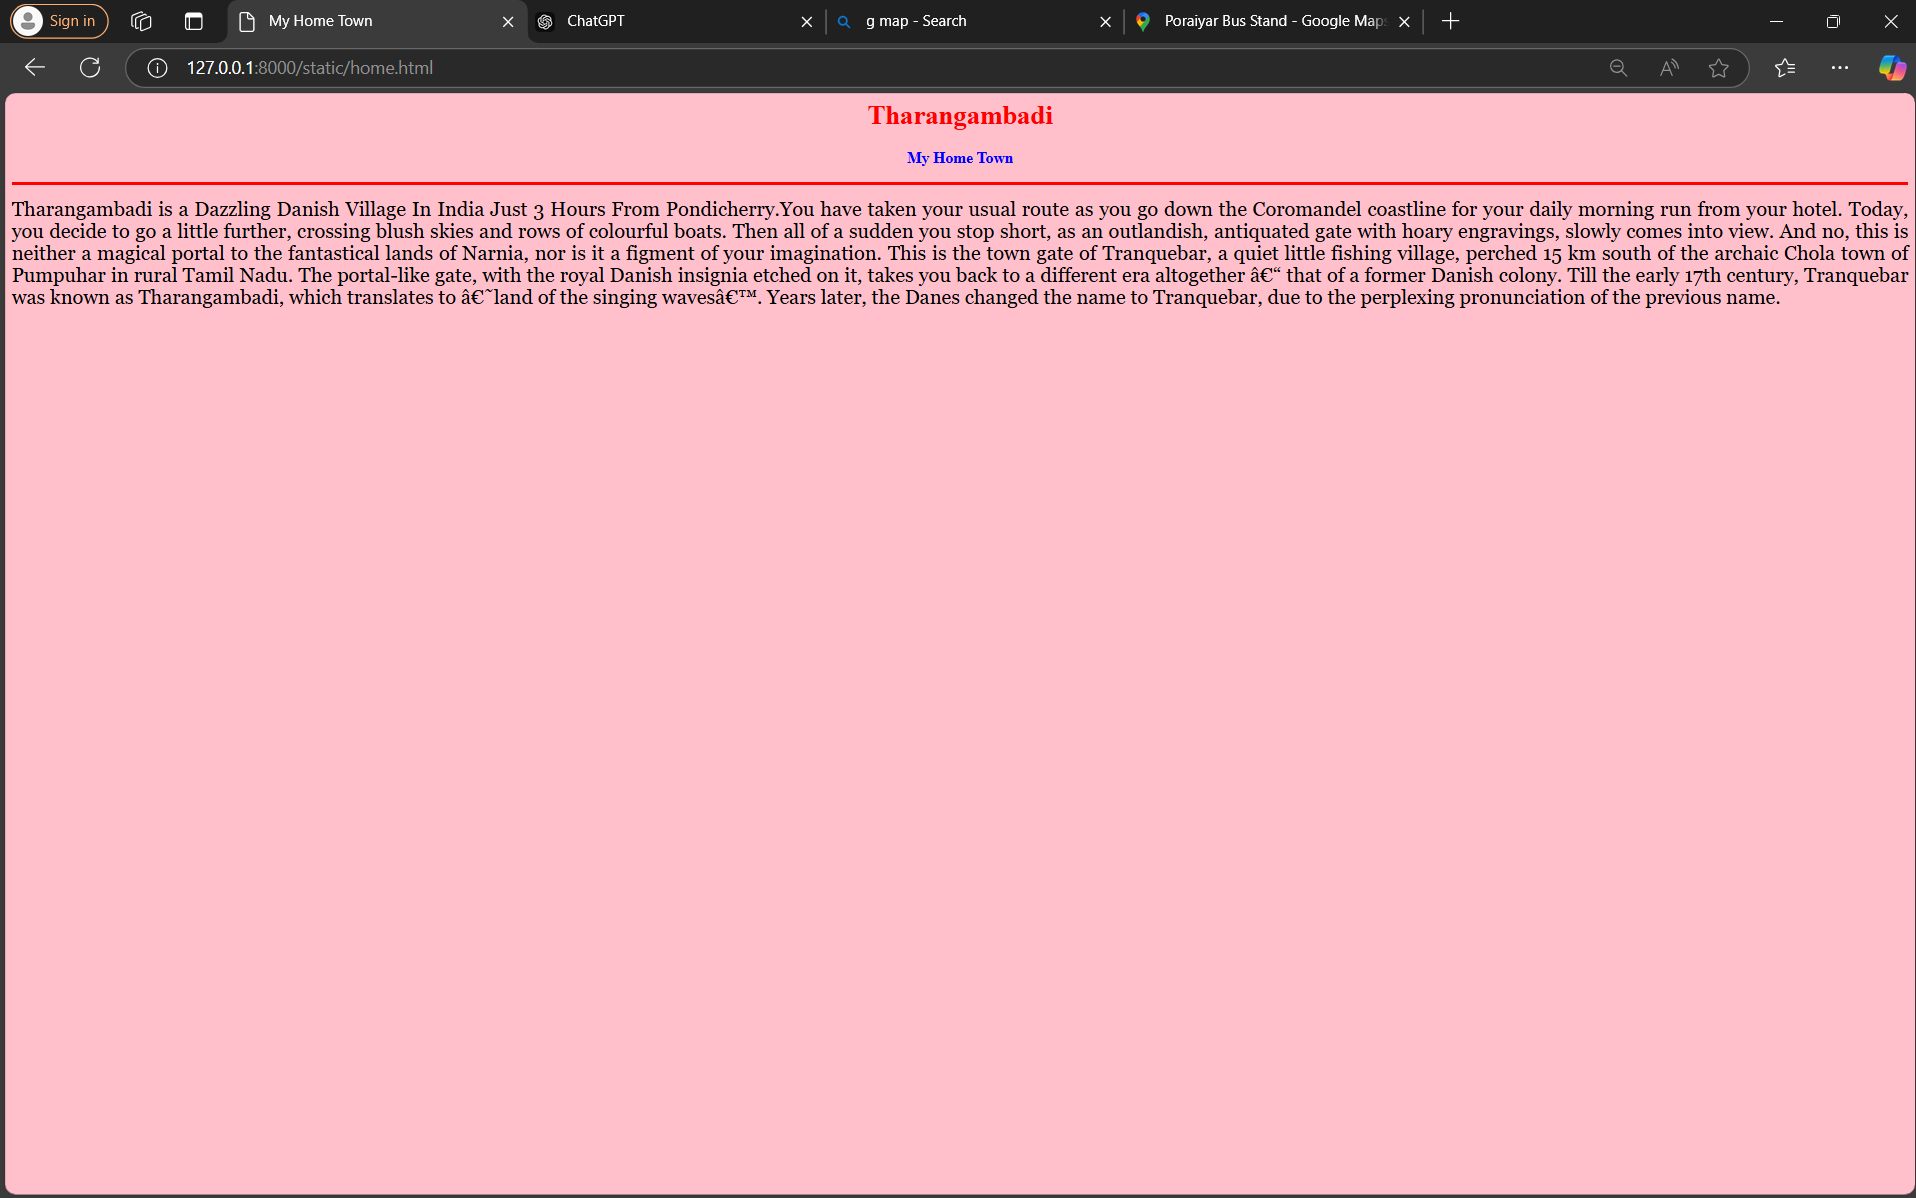 Sign in
My Home Town
ChatGPT
g map - Search
Poraiyar Bus Stand - Google Maps
127.0.0.1:8000/static/home.html
Tharangambadi
My Home Town
Tharangambadi is a Dazzling Danish Village In India Just 3 Hours From Pondicherry.You have taken your usual route as you go down the Coromandel coastline for your daily morning run from your hotel. Today,
you decide to go a little further, crossing blush skies and rows of colourful boats. Then all of a sudden you stop short, as an outlandish, antiquated gate with hoary engravings, slowly comes into view. And no, this is
neither a magical portal to the fantastical lands of Narnia, nor is it a figment of your imagination. This is the town gate of Tranquebar, a quiet little fishing village, perched 15 km south of the archaic Chola town of
Pumpuhar in rural Tamil Nadu. The portal-like gate, with the royal Danish insignia etched on it, takes you back to a different era altogether â€“ that of a former Danish colony. Till the early 17th century, Tranquebar
was known as Tharangambadi, which translates to â€˜land of the singing wavesâ€™. Years later, the Danes changed the name to Tranquebar, due to the perplexing pronunciation of the previous name.